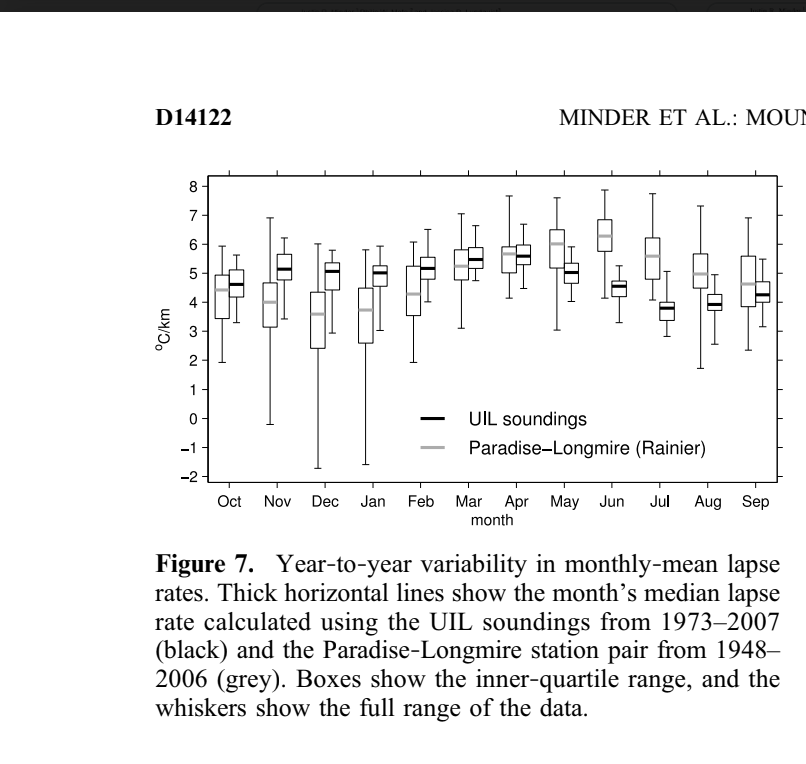 D14122 MINDER ET AL.: MOUN
8
7
6
5
4
3
2
1
0
−1
−2
°C/km
UIL soundings
Paradise−Longmire (Rainier)
Oct Nov Dec Jan Feb Mar Apr May Jun Jul Aug Sep
month
Figure 7. Year-to-year variability in monthly-mean lapse
rates. Thick horizontal lines show the month's median lapse
rate calculated using the UIL soundings from 1973–2007
(black) and the Paradise-Longmire station pair from 1948–
2006 (grey). Boxes show the inner-quartile range, and the
whiskers show the full range of the data.